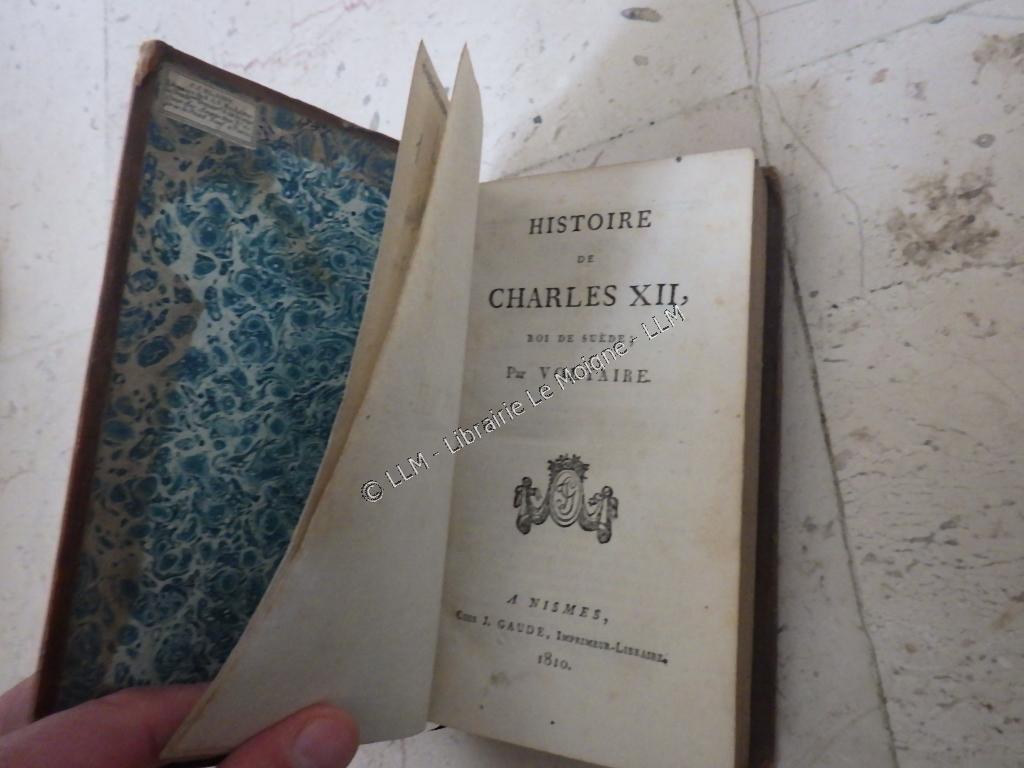 HISTOIRE
DE
CHARLES XII,
ROI DE SUÈDE;
Par VOLTAIRE.
A NISMES,
Chez J. GAUDE, Imprimeur-Libraire.
1810.
© LLM - Librairie Le Moigne - LLM